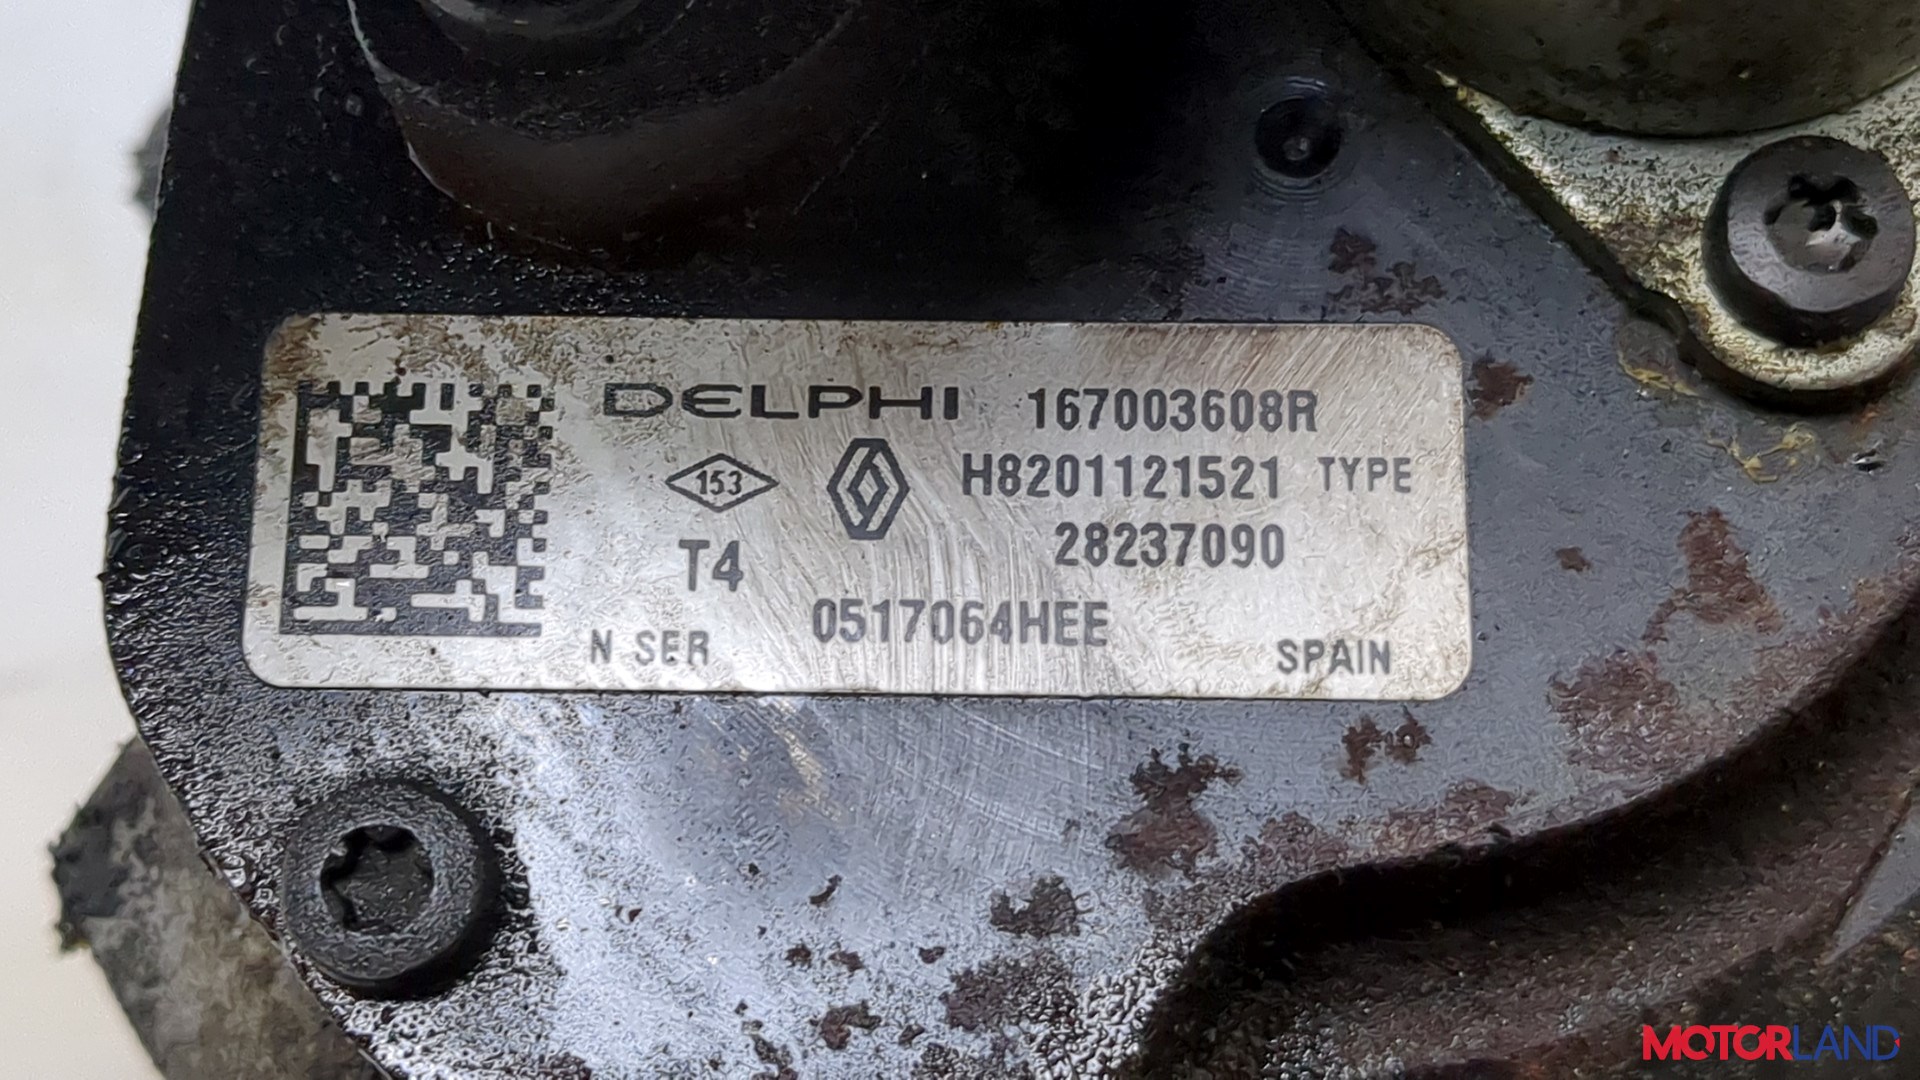 DELPHI 167003608R
153 H8201121521 TYPE
T4 28237090
N SER 0517064HEE SPAIN
MOTORLAND